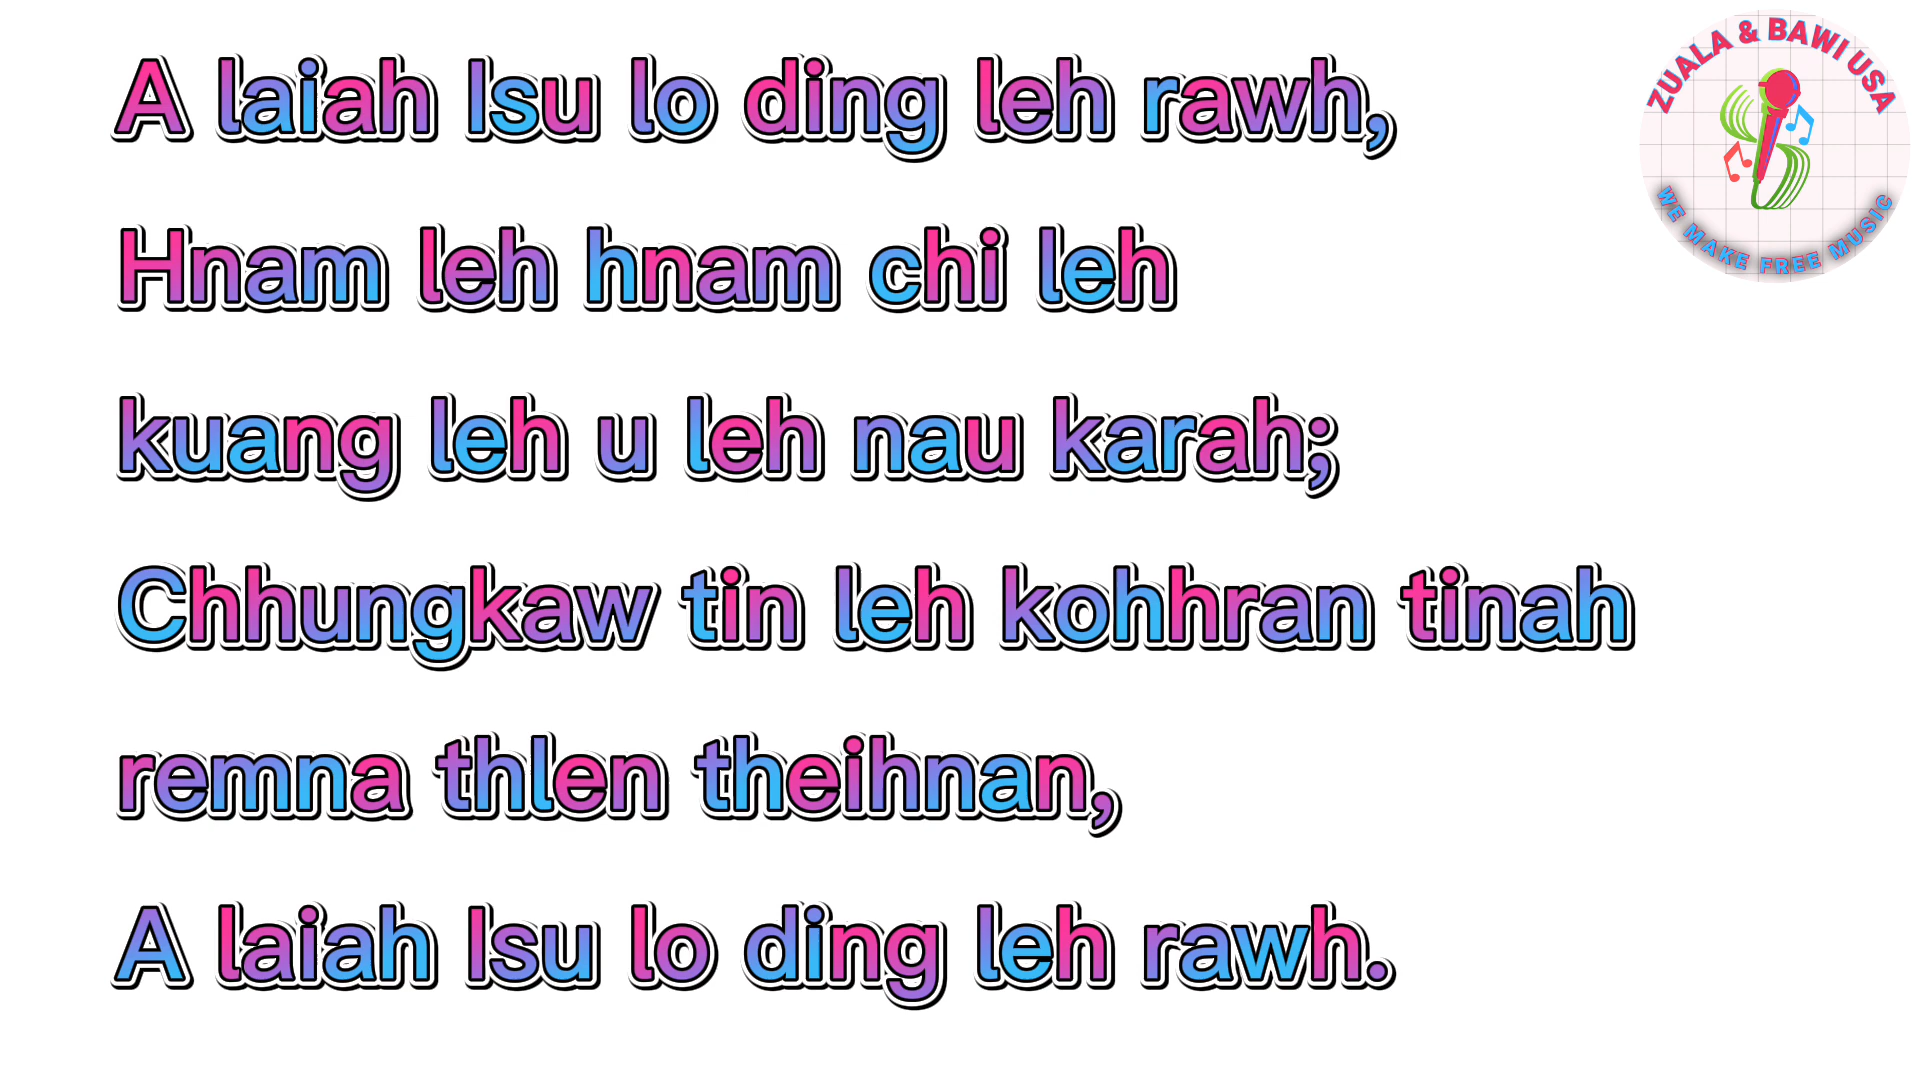 A laiah Isu lo ding leh rawh,
Hnam leh hnam chi leh
kuang leh u leh nau karah;
Chhungkaw tin leh kohhran tinah
remna thlen theihnan,
A laiah Isu lo ding leh rawh.
ZUALA & BAWI USA
WE MAKE FREE MUSIC